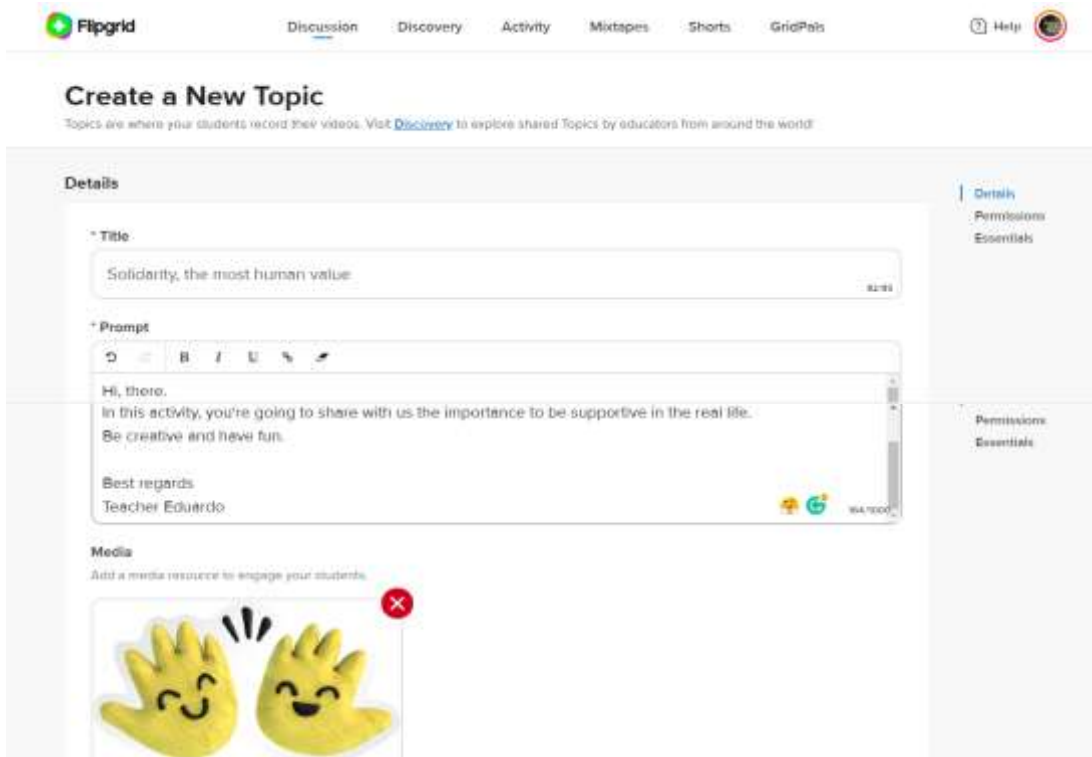 Flipgrid
Discussion Discovery Activity Mixtapes Shorts GridPals
Help
Create a New Topic
Topics are where your students record their videos. Visit Discovery to explore shared Topics by educators from around the world!
Details
Details
Permissions
Essentials
* Title
Solidarity, the most human value
* Prompt
B I U
Hi, there.
In this activity, you're going to share with us the importance to be supportive in the real life.
Be creative and have fun.
Best regards
Teacher Eduardo
Permissions
Essentials
Media
Add a media resource to engage your students.